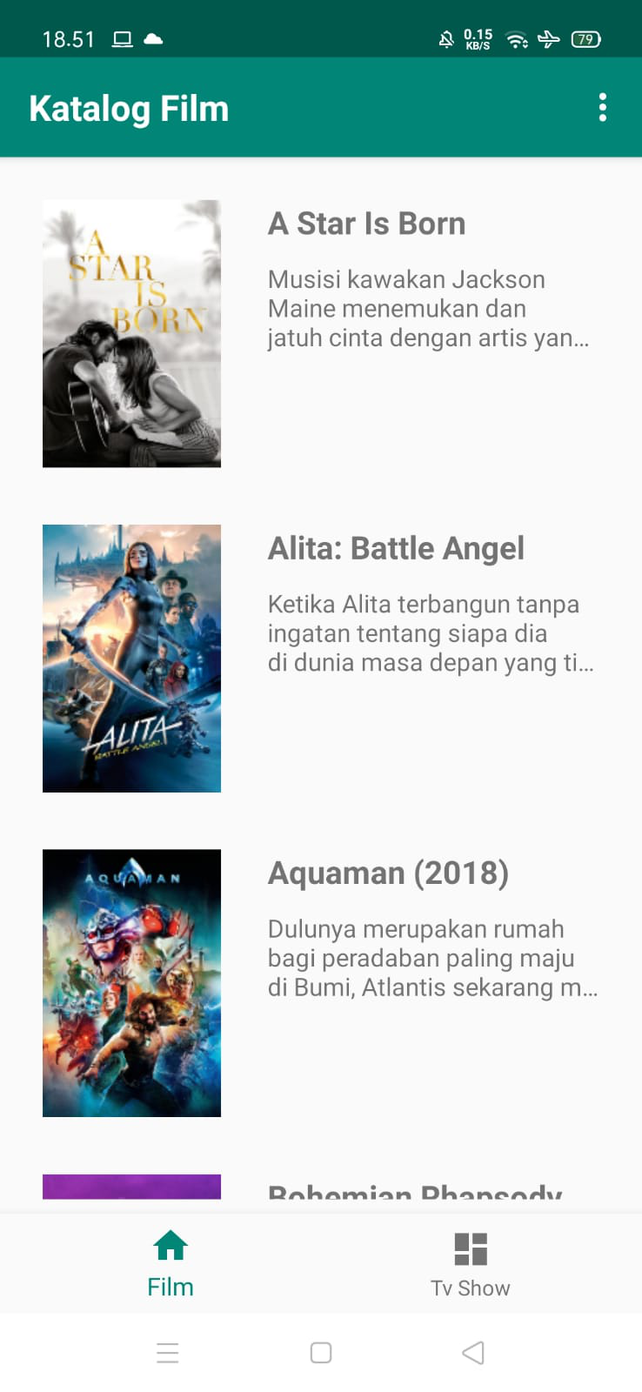 18.51
0.15
KB/S
79
Katalog Film
A
STAR
IS
BORN
A Star Is Born
Musisi kawakan Jackson
Maine menemukan dan
jatuh cinta dengan artis yan...
ALITA
BATTLE ANGEL
Alita: Battle Angel
Ketika Alita terbangun tanpa
ingatan tentang siapa dia
di dunia masa depan yang ti...
AQUAMAN
Aquaman (2018)
Dulunya merupakan rumah
bagi peradaban paling maju
di Bumi, Atlantis sekarang m...
Bohemian Rhapsody
Film
Tv Show